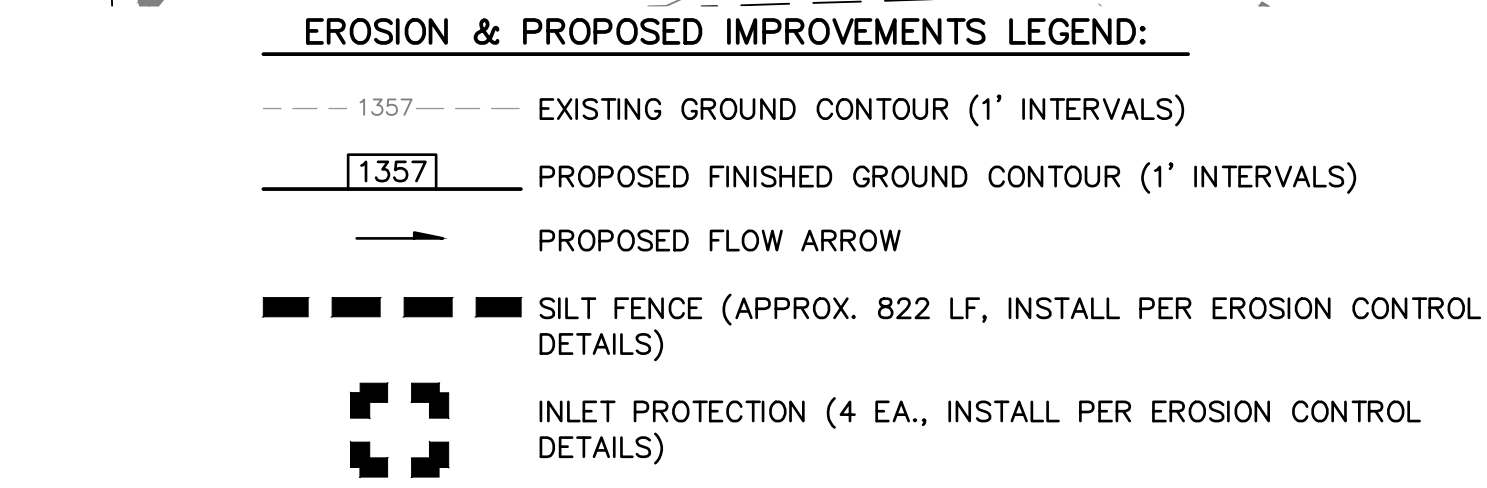 EROSION & PROPOSED IMPROVEMENTS LEGEND:
1357 EXISTING GROUND CONTOUR (1' INTERVALS)
1357 PROPOSED FINISHED GROUND CONTOUR (1' INTERVALS)
PROPOSED FLOW ARROW
SILT FENCE (APPROX. 822 LF, INSTALL PER EROSION CONTROL
DETAILS)
INLET PROTECTION (4 EA., INSTALL PER EROSION CONTROL
DETAILS)